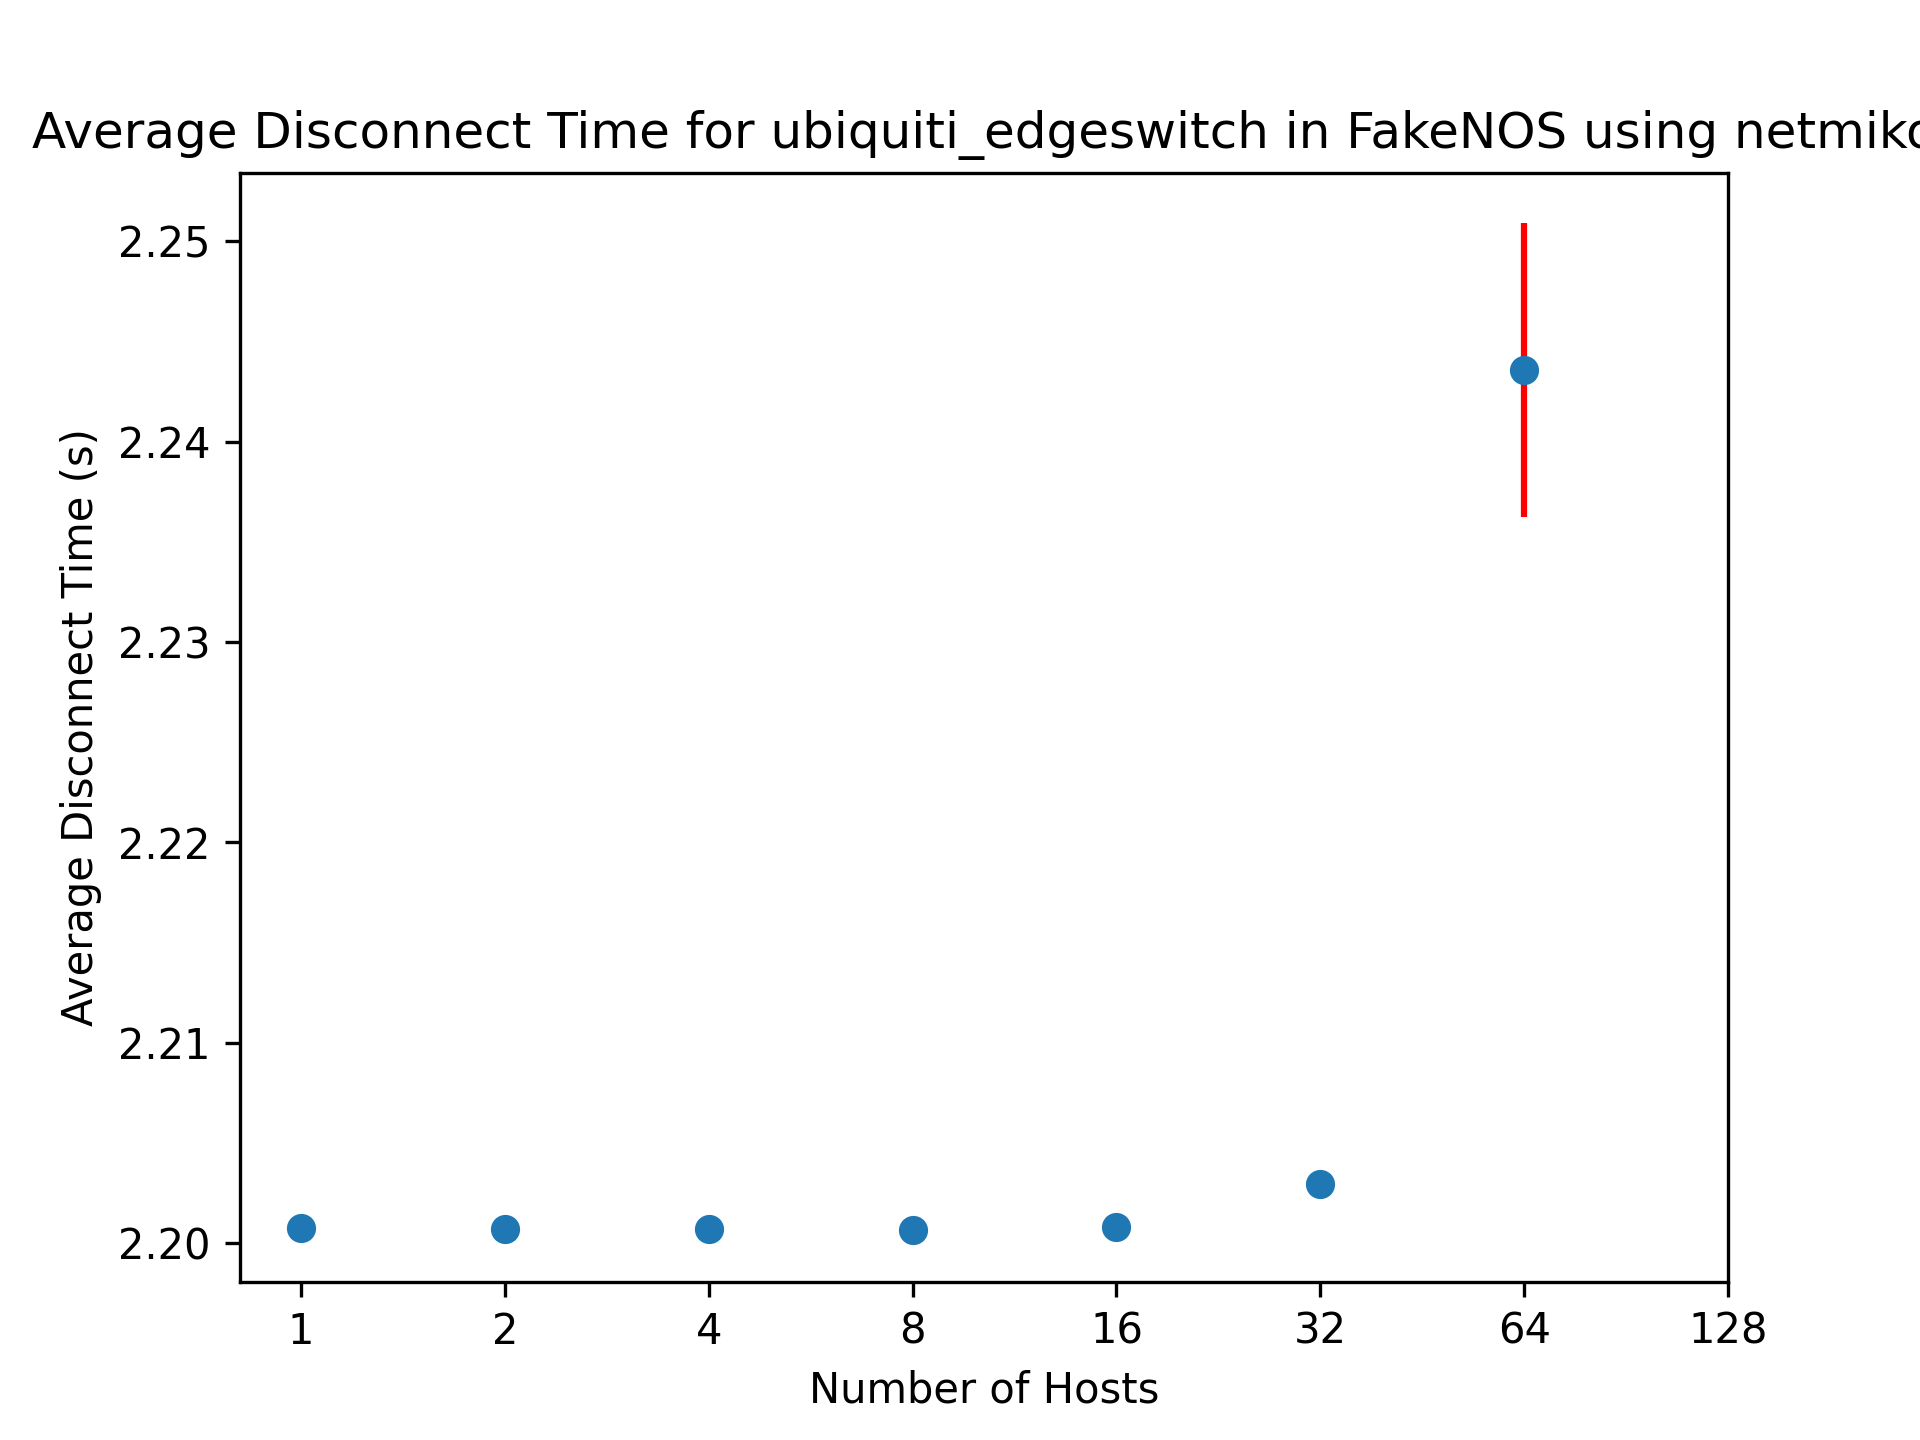 Average Disconnect Time for ubiquiti_edgeswitch in FakeNOS using netmiko
Average Disconnect Time (s)
2.25
2.24
2.23
2.22
2.21
2.20
1 2 4 8 16 32 64 128
Number of Hosts